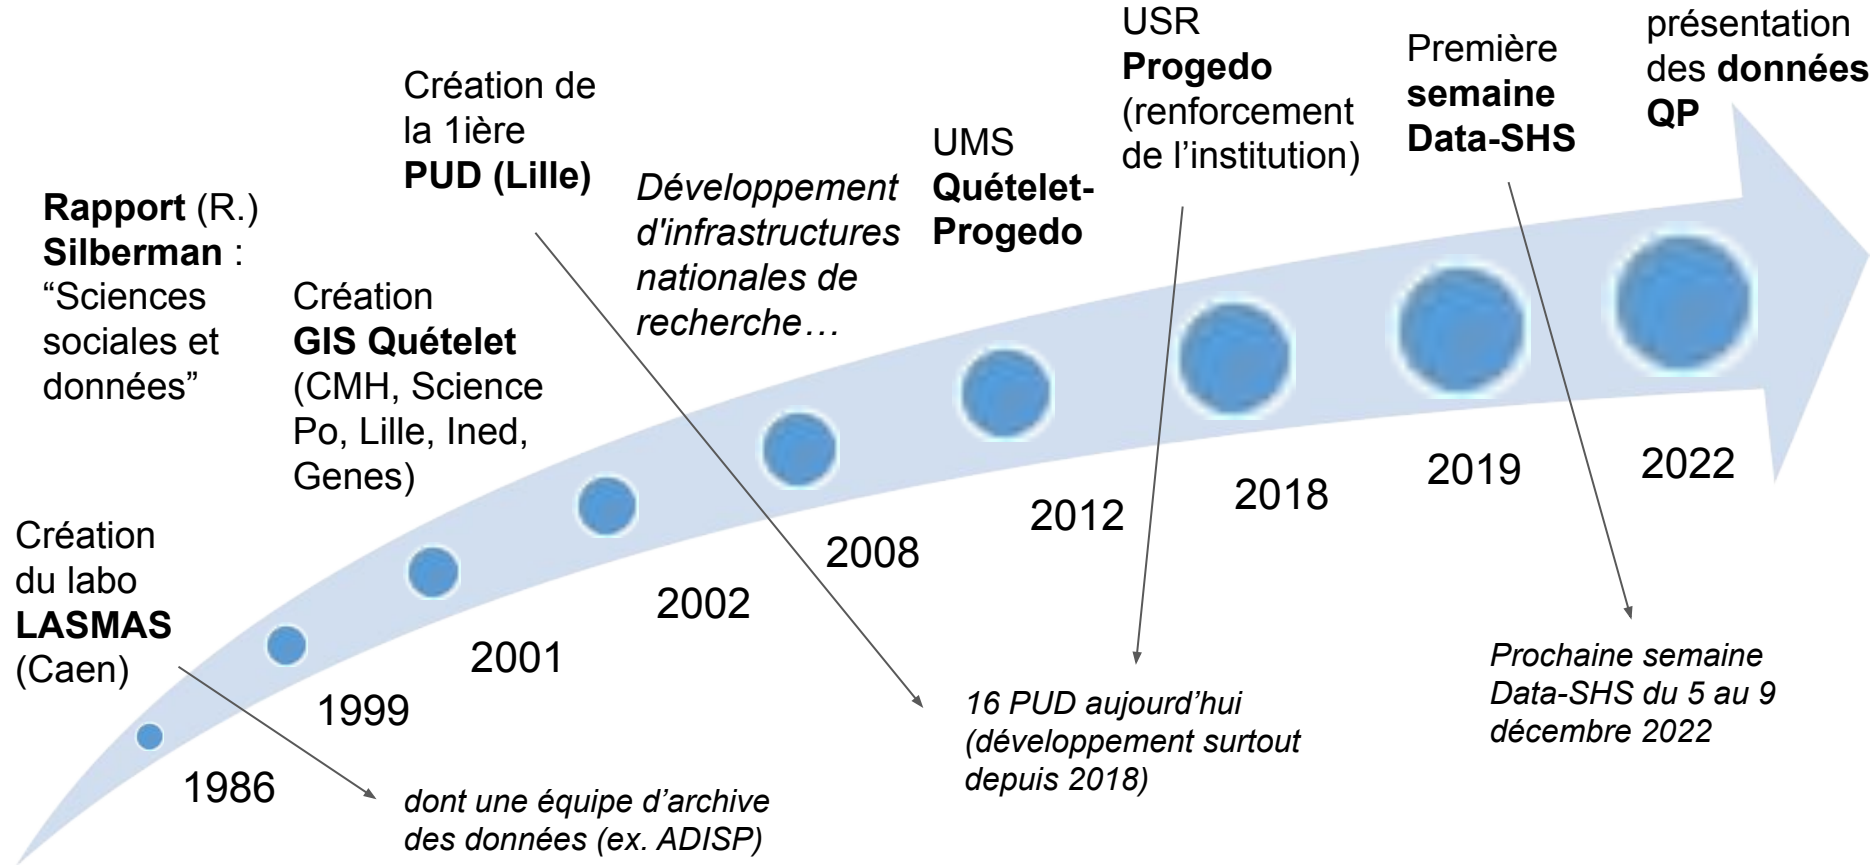 Création
du labo
LASMAS
(Caen)
1986
dont une équipe d’archive
des données (ex. ADISP)
Rapport (R.)
Silberman :
“Sciences
sociales et
données”
1999
Création
GIS Quételet
(CMH, Science
Po, Lille, Ined,
Genes)
2001
Création de
la 1ière
PUD (Lille)
2002
Développement
d'infrastructures
nationales de
recherche…
2008
UMS
Quételet-
Progedo
2012
USR
Progedo
(renforcement
de l’institution)
2018
16 PUD aujourd’hui
(développement surtout
depuis 2018)
Première
semaine
Data-SHS
2019
Prochaine semaine
Data-SHS du 5 au 9
décembre 2022
présentation
des données
QP
2022